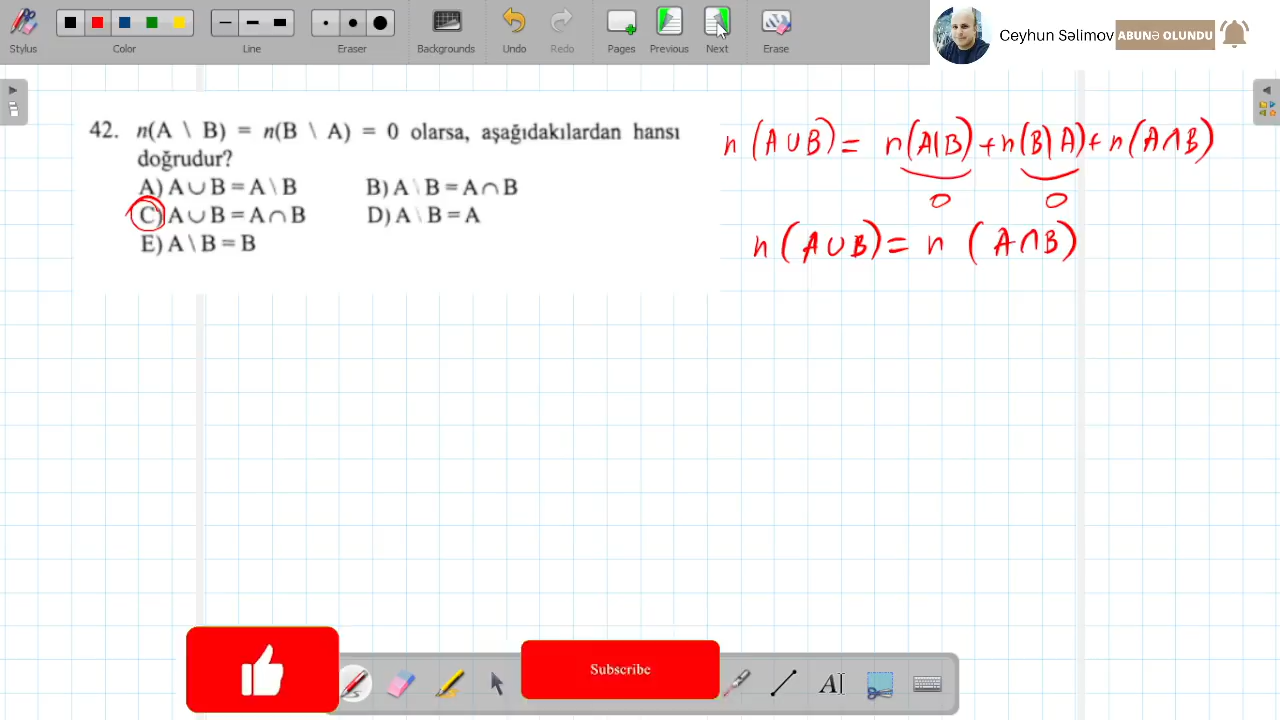 Stylus
Color
Line
Eraser
Backgrounds
Undo
Redo
Pages
Previous
Next
Erase
Ceyhun Səlimov
ABUNƏ OLUNDU
42. n(A \ B) = n(B \ A) = 0 olarsa, aşağıdakılardan hansı
doğrudur?
A) A ∪ B = A \ B B) A \ B = A ∩ B
C) A ∪ B = A ∩ B D) A \ B = A
E) A \ B = B
n(A∪B) = n(A\B) + n(B\A) + n(A∩B)
0 0
n(A∪B) = n(A∩B)
Subscribe
A